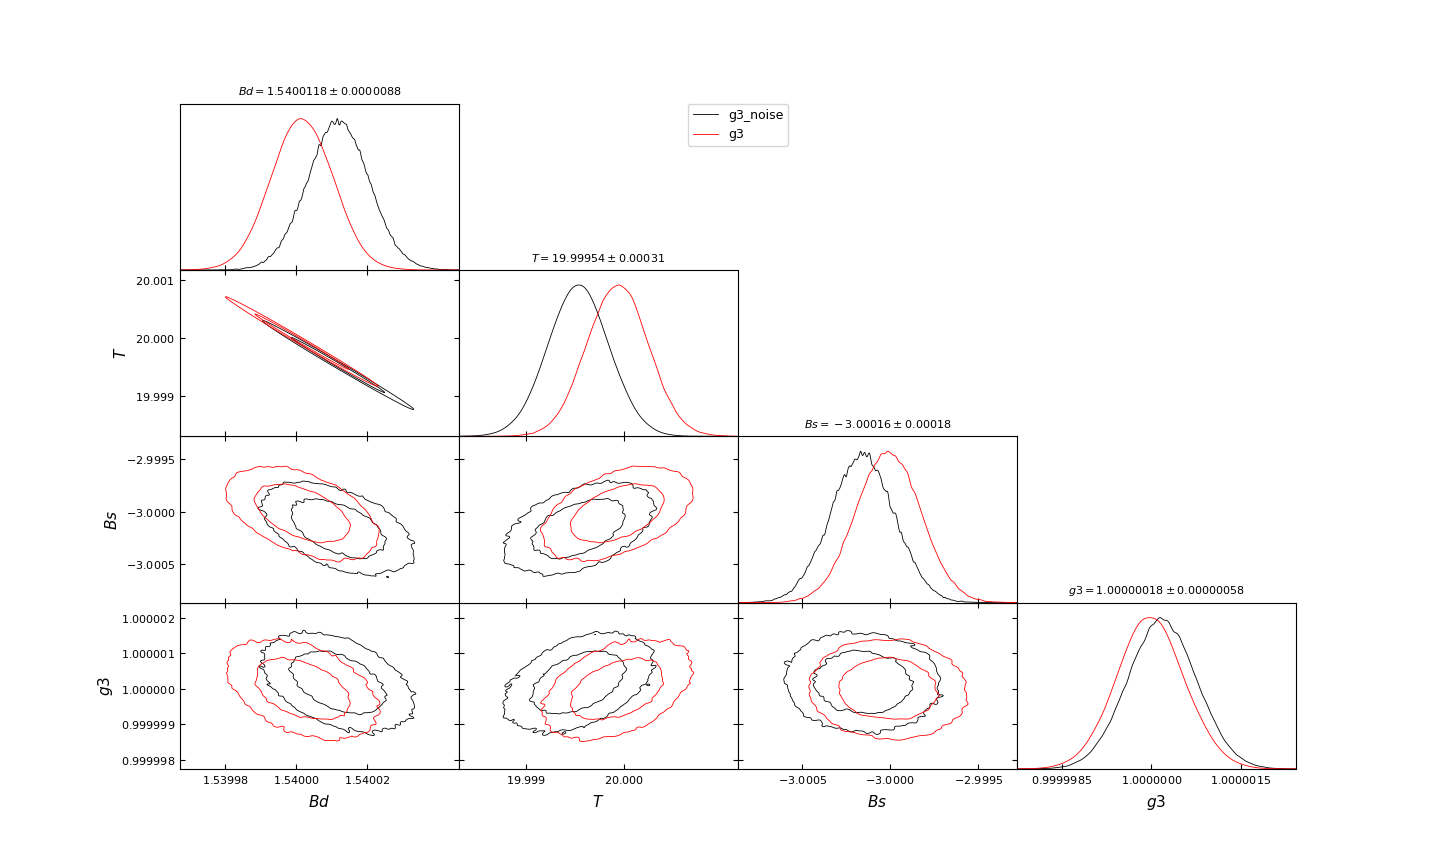 Bd = 1.5400118 ± 0.0000088
g3_noise
g3
T = 19.99954 ± 0.00031
20.001
20.000
19.999
T
Bs = −3.00016 ± 0.00018
−2.9995
−3.0000
−3.0005
Bs
g3 = 1.00000018 ± 0.00000058
1.000002
1.000001
1.000000
0.999999
0.999998
g3
1.53998 1.54000 1.54002 19.999 20.000 −3.0005 −3.0000 −2.9995 0.9999985 1.0000000 1.0000015
Bd T Bs g3